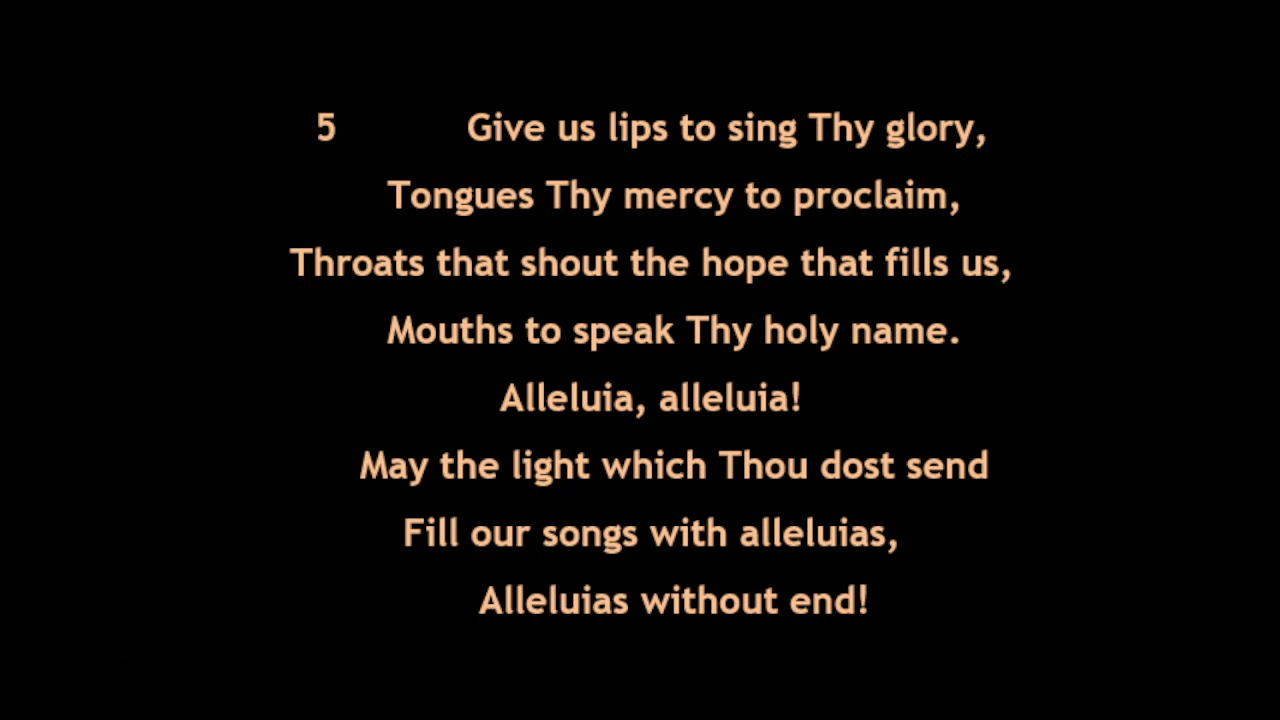 5 Give us lips to sing Thy glory,
Tongues Thy mercy to proclaim,
Throats that shout the hope that fills us,
Mouths to speak Thy holy name.
Alleluia, alleluia!
May the light which Thou dost send
Fill our songs with alleluias,
Alleluias without end!